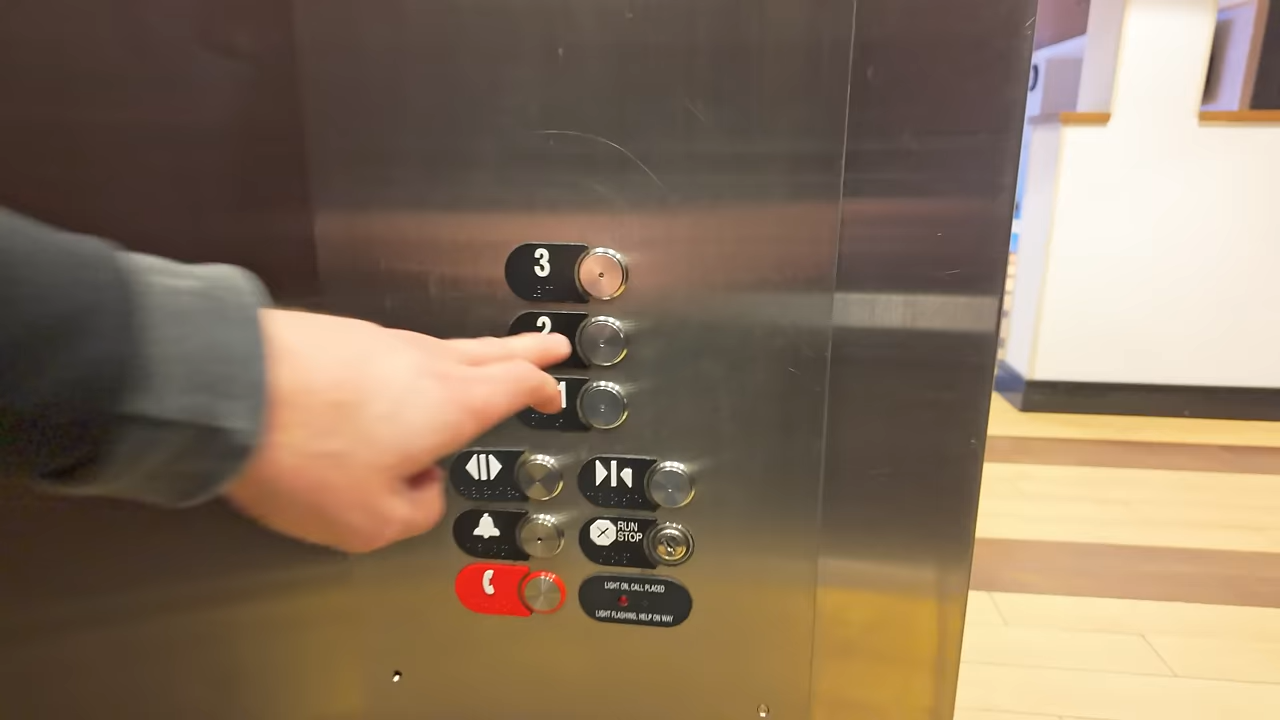 3
2
1
RUN
STOP
LIGHT ON, CALL PLACED
LIGHT FLASHING, HELP ON WAY